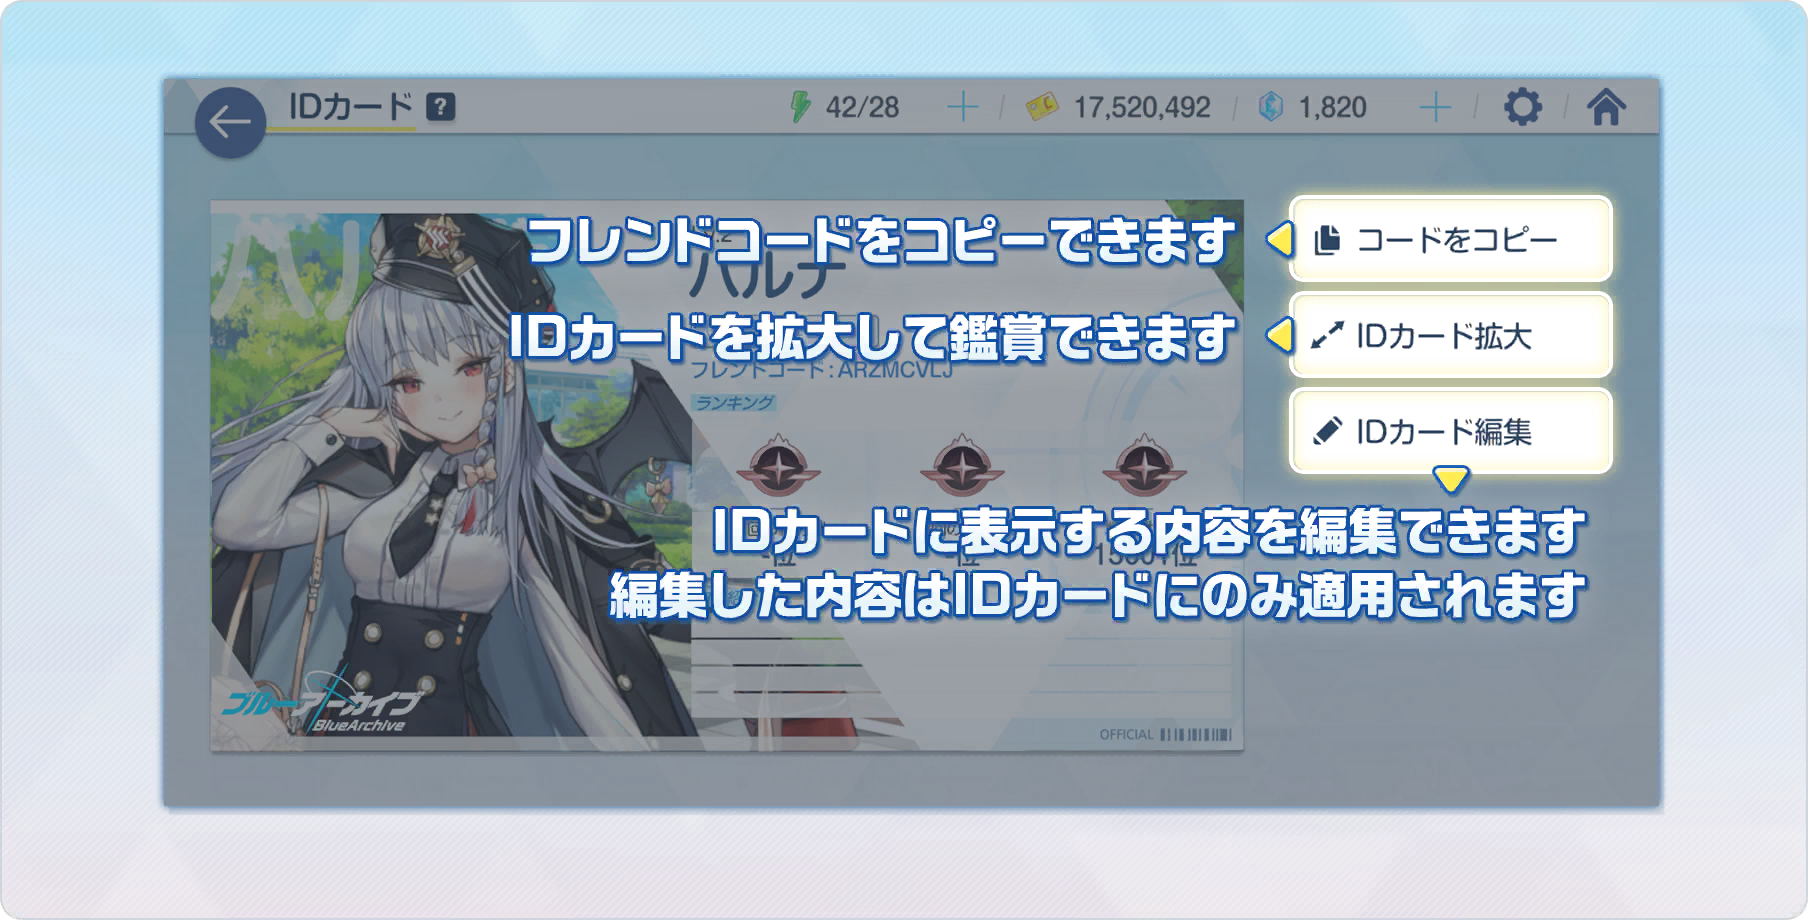 IDカード ?
42/28
17,520,492
1,820
フレンドコードをコピーできます
コードをコピー
ハルナ
IDカードを拡大して鑑賞できます
IDカード拡大
フレンドコード : ARZMCVLJ
ランキング
IDカード編集
IDカードに表示する内容を編集できます
編集した内容はIDカードにのみ適用されます
ブルーアーカイブ
BlueArchive
OFFICIAL